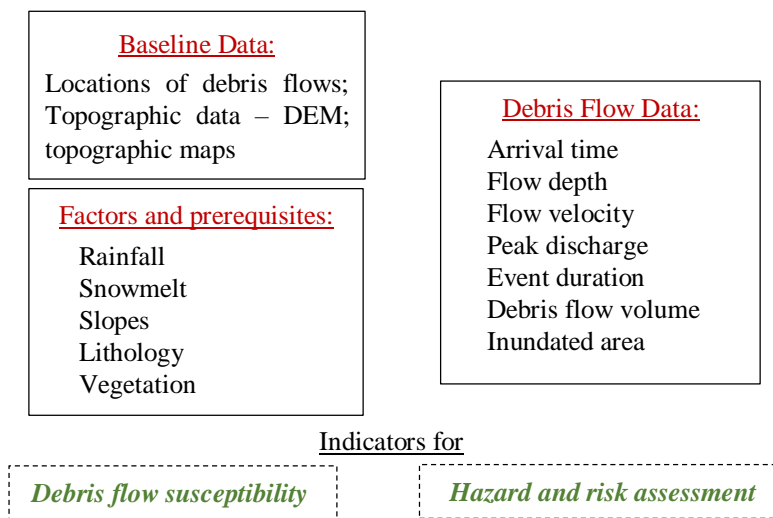 Baseline Data:
Locations of debris flows;
Topographic data – DEM;
topographic maps
Factors and prerequisites:
Rainfall
Snowmelt
Slopes
Lithology
Vegetation
Debris Flow Data:
Arrival time
Flow depth
Flow velocity
Peak discharge
Event duration
Debris flow volume
Inundated area
Indicators for
Debris flow susceptibility
Hazard and risk assessment